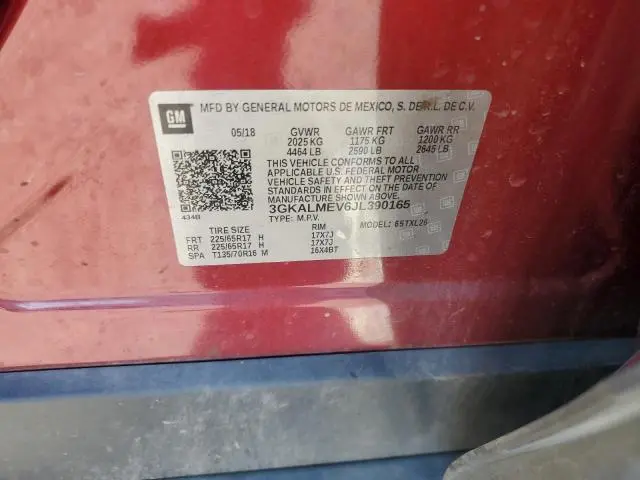 GM
MFD BY GENERAL MOTORS DE MEXICO, S. DE R.L. DE C.V.
05/18 GVWR GAWR FRT GAWR RR
2025 KG 1175 KG 1200 KG
4464 LB 2590 LB 2645 LB
THIS VEHICLE CONFORMS TO ALL
APPLICABLE U.S. FEDERAL MOTOR
VEHICLE SAFETY AND THEFT PREVENTION
STANDARDS IN EFFECT ON THE DATE OF
MANUFACTURE SHOWN ABOVE.
3GKALMEV6JL390165
434B TYPE: M.P.V. MODEL: 6STXL26
TIRE SIZE RIM
FRT 225/65R17 H 17X7J
RR 225/65R17 H 17X7J
SPA T135/70R16 M 16X4BT